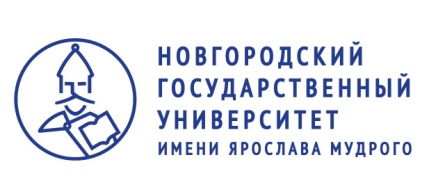 НОВГОРОДСКИЙ
ГОСУДАРСТВЕННЫЙ
УНИВЕРСИТЕТ
ИМЕНИ ЯРОСЛАВА МУДРОГО